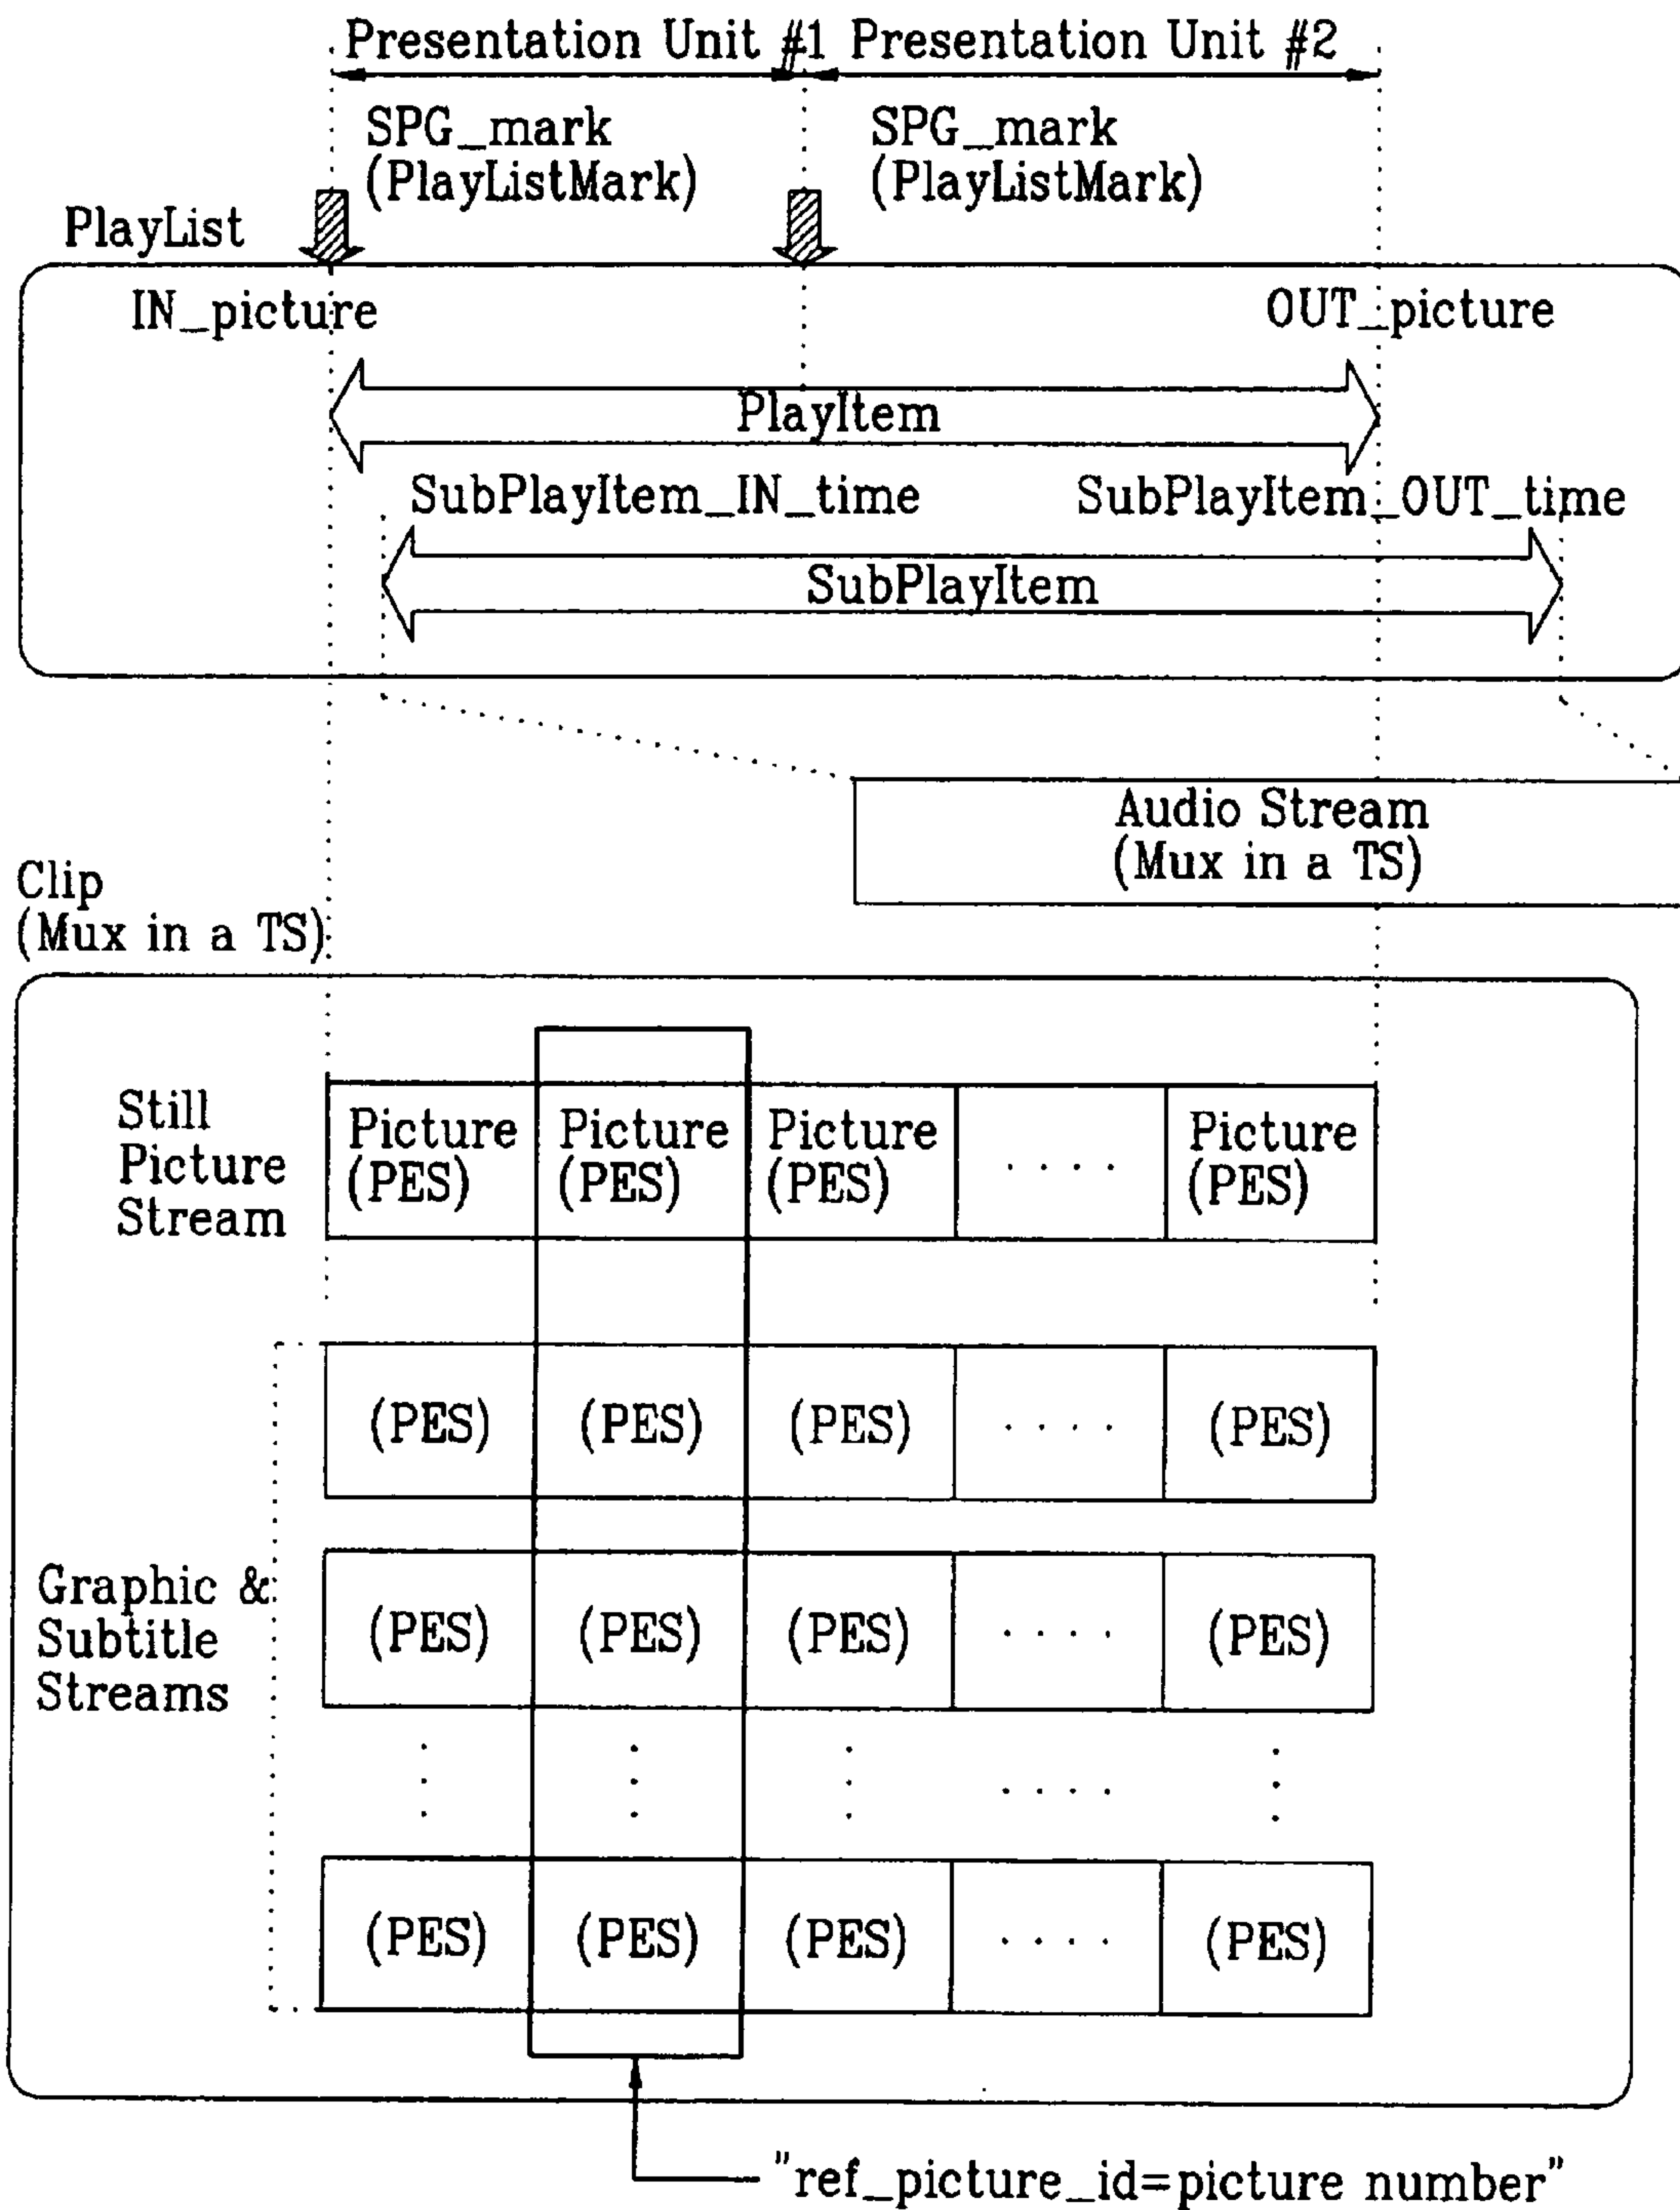 Presentation Unit #1 Presentation Unit #2
SPG_mark
(PlayListMark)
SPG_mark
(PlayListMark)
PlayList
IN_picture
OUT_picture
PlayItem
SubPlayItem_IN_time
SubPlayItem_OUT_time
SubPlayItem
Audio Stream
(Mux in a TS)
Clip
(Mux in a TS)
Still
Picture
Stream
Picture
(PES)
Picture
(PES)
Picture
(PES)
. . . .
Picture
(PES)
(PES)
(PES)
(PES)
. . . .
(PES)
Graphic &
Subtitle
Streams
(PES)
(PES)
(PES)
. . . .
(PES)
. . . .
(PES)
(PES)
(PES)
. . . .
(PES)
"ref_picture_id=picture number"